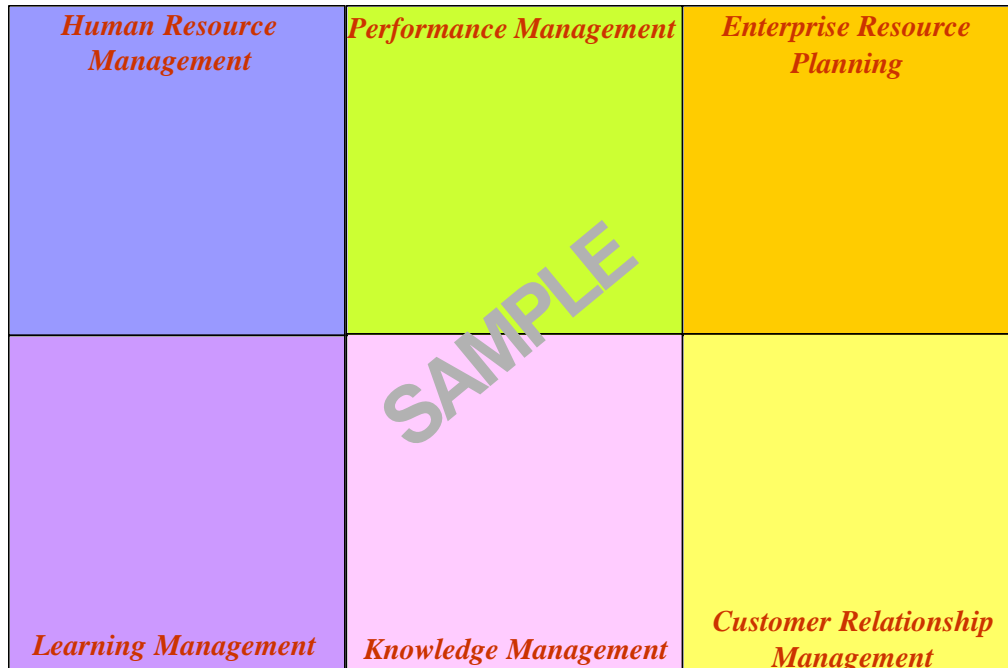 Human Resource
Management
Performance Management
Enterprise Resource
Planning
SAMPLE
Learning Management
Knowledge Management
Customer Relationship
Management